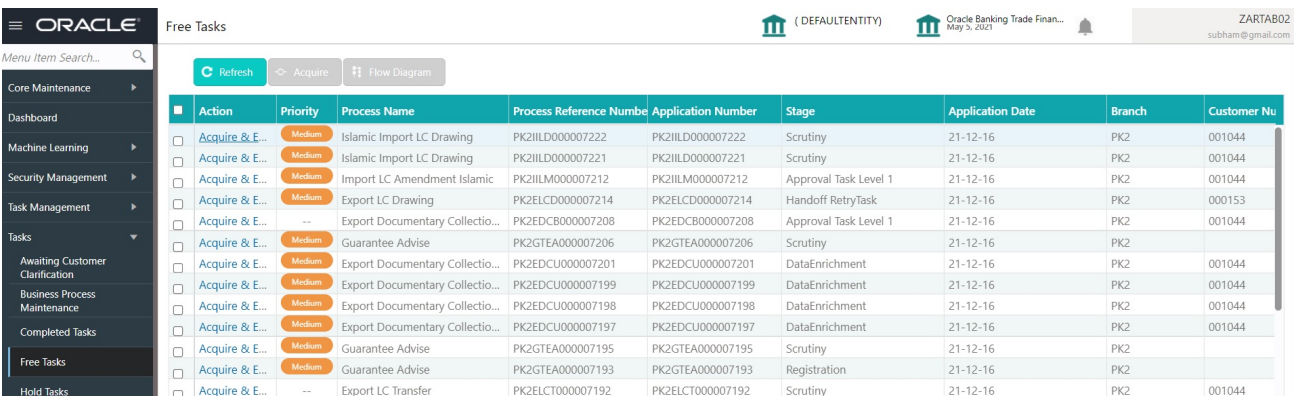 ORACLE
Free Tasks
( DEFAULTENTITY)
Oracle Banking Trade Finan...
May 5, 2021
ZARTAB02
subham@gmail.com
Menu Item Search...
Core Maintenance
Dashboard
Machine Learning
Security Management
Task Management
Tasks
Awaiting Customer
Clarification
Business Process
Maintenance
Completed Tasks
Free Tasks
Hold Tasks
Refresh Acquire Flow Diagram
Action Priority Process Name Process Reference Numbe Application Number Stage Application Date Branch Customer Nu
Acquire & E... Medium Islamic Import LC Drawing PK2IILD000007222 PK2IILD000007222 Scrutiny 21-12-16 PK2 001044
Acquire & E... Medium Islamic Import LC Drawing PK2IILD000007221 PK2IILD000007221 Scrutiny 21-12-16 PK2 001044
Acquire & E... Medium Import LC Amendment Islamic PK2IILM000007212 PK2IILM000007212 Approval Task Level 1 21-12-16 PK2 001044
Acquire & E... Medium Export LC Drawing PK2ELCD000007214 PK2ELCD000007214 Handoff RetryTask 21-12-16 PK2 000153
Acquire & E... -- Export Documentary Collectio... PK2EDCB000007208 PK2EDCB000007208 Approval Task Level 1 21-12-16 PK2 001044
Acquire & E... Medium Guarantee Advise PK2GTEA000007206 PK2GTEA000007206 Scrutiny 21-12-16 PK2
Acquire & E... Medium Export Documentary Collectio... PK2EDCU000007201 PK2EDCU000007201 DataEnrichment 21-12-16 PK2 001044
Acquire & E... Medium Export Documentary Collectio... PK2EDCU000007199 PK2EDCU000007199 DataEnrichment 21-12-16 PK2 001044
Acquire & E... Medium Export Documentary Collectio... PK2EDCU000007198 PK2EDCU000007198 DataEnrichment 21-12-16 PK2 001044
Acquire & E... Medium Export Documentary Collectio... PK2EDCU000007197 PK2EDCU000007197 DataEnrichment 21-12-16 PK2 001044
Acquire & E... Medium Guarantee Advise PK2GTEA000007195 PK2GTEA000007195 Scrutiny 21-12-16 PK2
Acquire & E... Medium Guarantee Advise PK2GTEA000007193 PK2GTEA000007193 Registration 21-12-16 PK2
Acquire & E... -- Export LC Transfer PK2ELCT000007192 PK2ELCT000007192 Scrutiny 21-12-16 PK2 001044